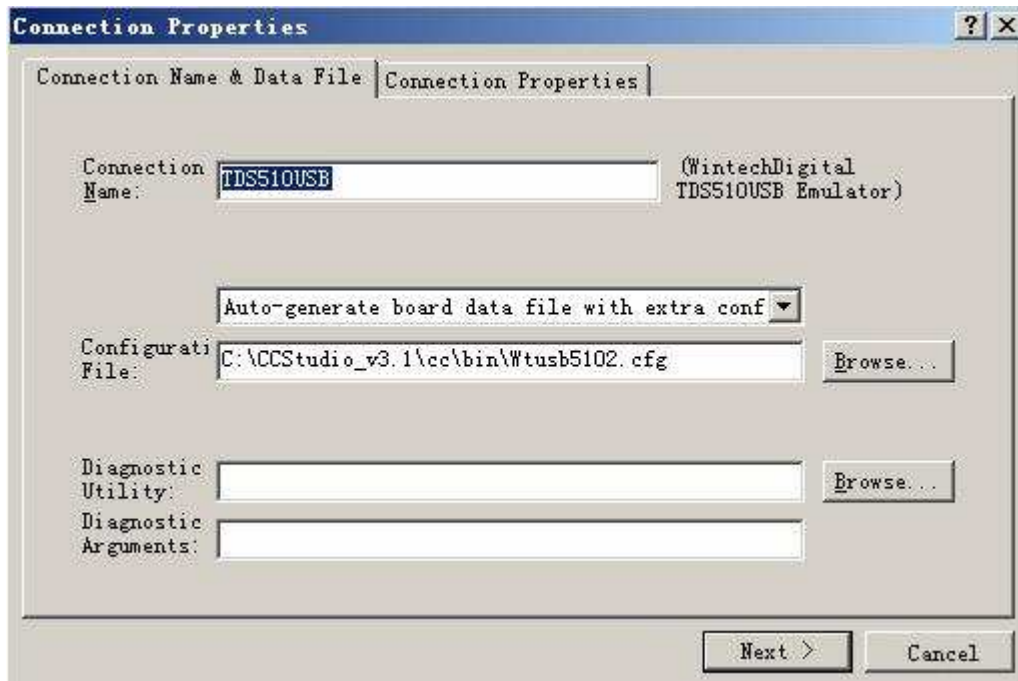 Connection Properties
Connection Name & Data File
Connection Properties
Connection
Name:
TDS510USB
(WintechDigital
TDS510USB Emulator)
Auto-generate board data file with extra conf
Configurati
File:
C:\CCStudio_v3.1\cc\bin\Wtusb5102.cfg
Browse...
Diagnostic
Utility:
Browse...
Diagnostic
Arguments:
Next >
Cancel